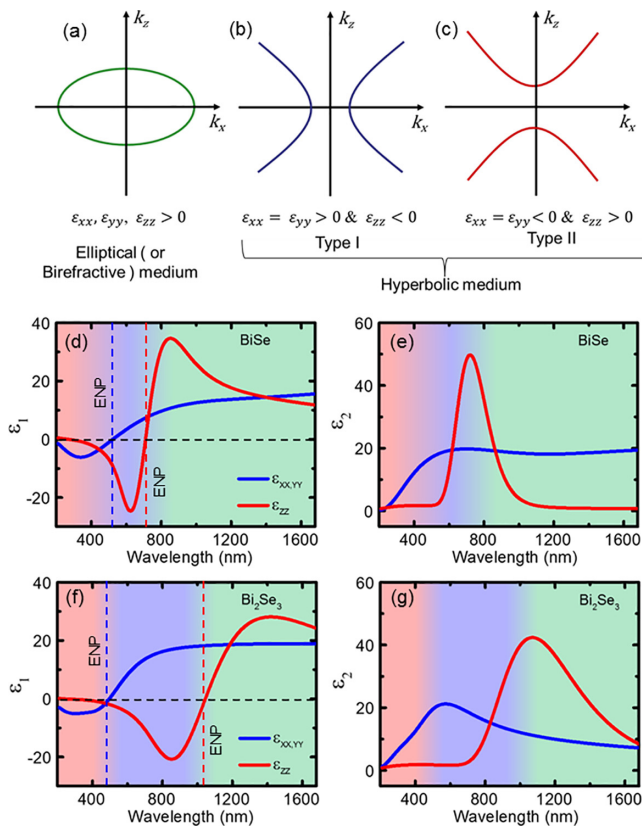 (a)
k_z
k_x
(b)
k_z
k_x
(c)
k_z
k_x
ε_xx, ε_yy, ε_zz > 0
Elliptical ( or
Birefractive ) medium
ε_xx = ε_yy > 0 & ε_zz < 0
Type I
ε_xx = ε_yy < 0 & ε_zz > 0
Type II
Hyperbolic medium
(d)
BiSe
ENP
ENP
ε_XX,YY
ε_ZZ
ε_1
40
20
0
-20
400 800 1200 1600
Wavelength (nm)
(e)
BiSe
ε_2
60
40
20
0
400 800 1200 1600
Wavelength (nm)
(f)
Bi_2Se_3
ENP
ENP
ε_XX,YY
ε_ZZ
ε_1
40
20
0
-20
400 800 1200 1600
Wavelength (nm)
(g)
Bi_2Se_3
ε_2
60
40
20
0
400 800 1200 1600
Wavelength (nm)